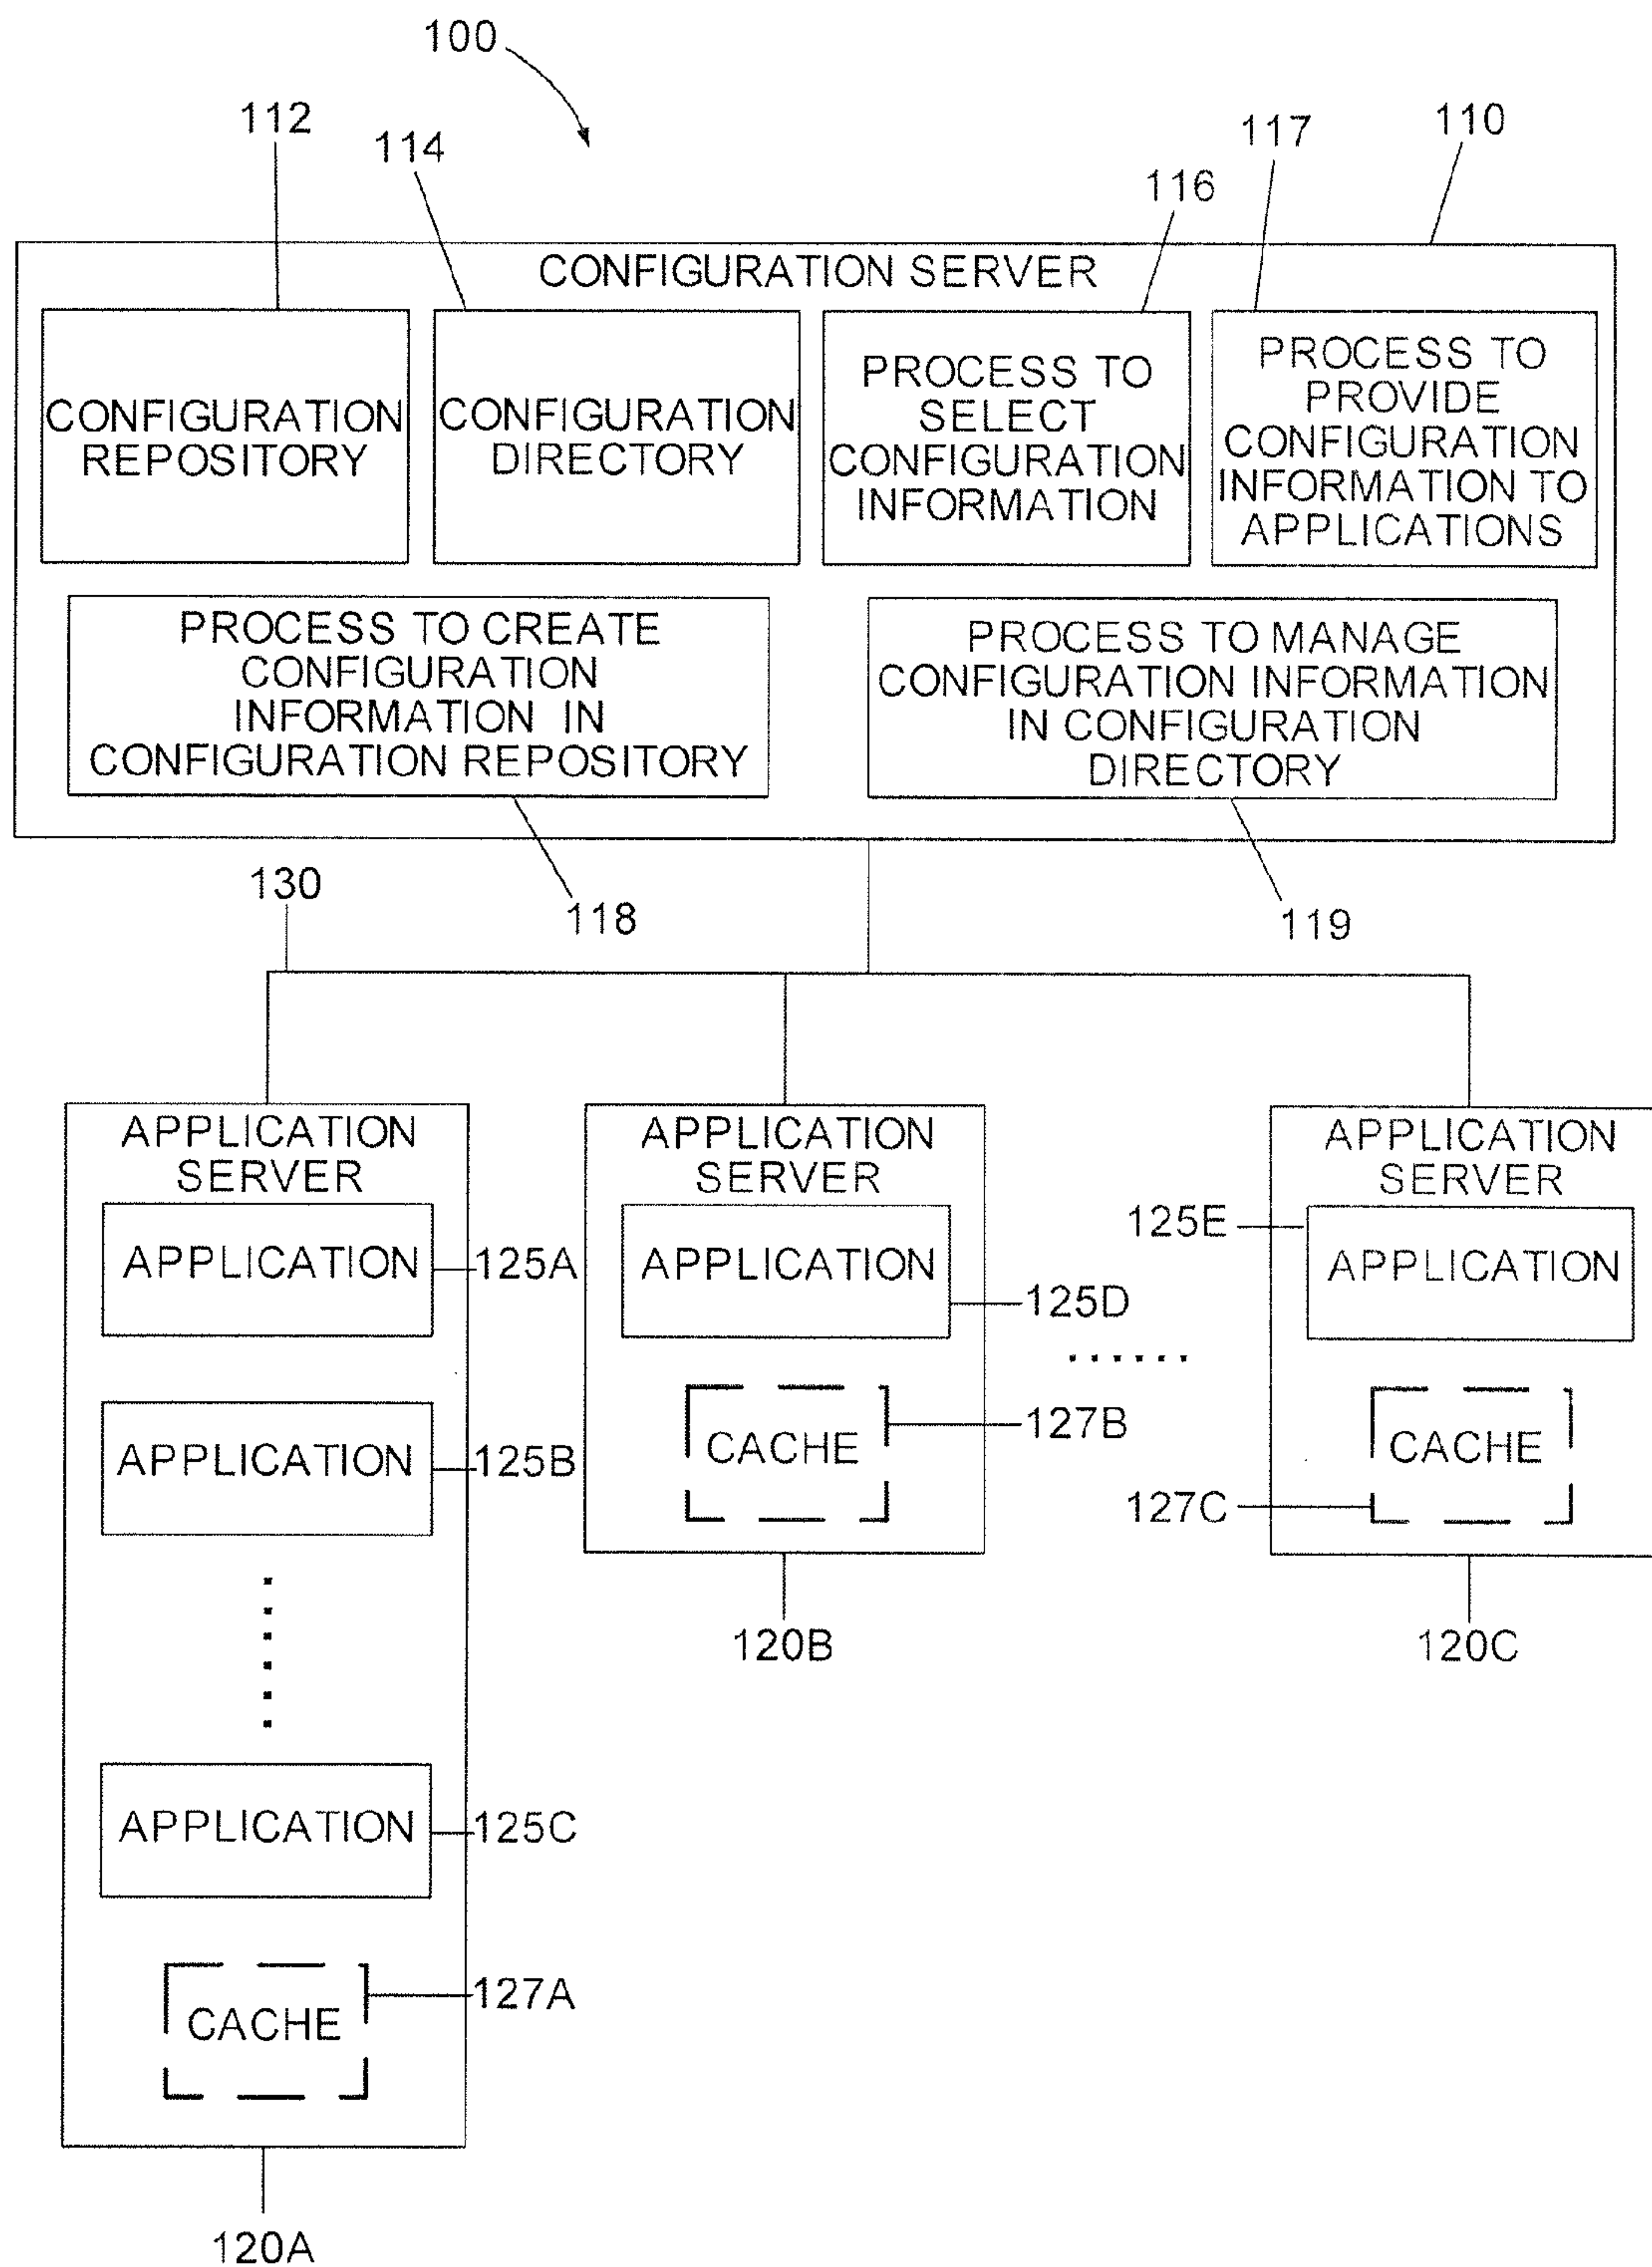 100
112
114
116
117
110
CONFIGURATION SERVER
CONFIGURATION
REPOSITORY
CONFIGURATION
DIRECTORY
PROCESS TO
SELECT
CONFIGURATION
INFORMATION
PROCESS TO
PROVIDE
CONFIGURATION
INFORMATION TO
APPLICATIONS
PROCESS TO CREATE
CONFIGURATION
INFORMATION IN
CONFIGURATION REPOSITORY
PROCESS TO MANAGE
CONFIGURATION INFORMATION
IN CONFIGURATION
DIRECTORY
130
118
119
APPLICATION
SERVER
APPLICATION
125A
APPLICATION
125B
APPLICATION
125C
CACHE
127A
120A
APPLICATION
SERVER
APPLICATION
125D
CACHE
127B
120B
APPLICATION
SERVER
125E
APPLICATION
CACHE
127C
120C